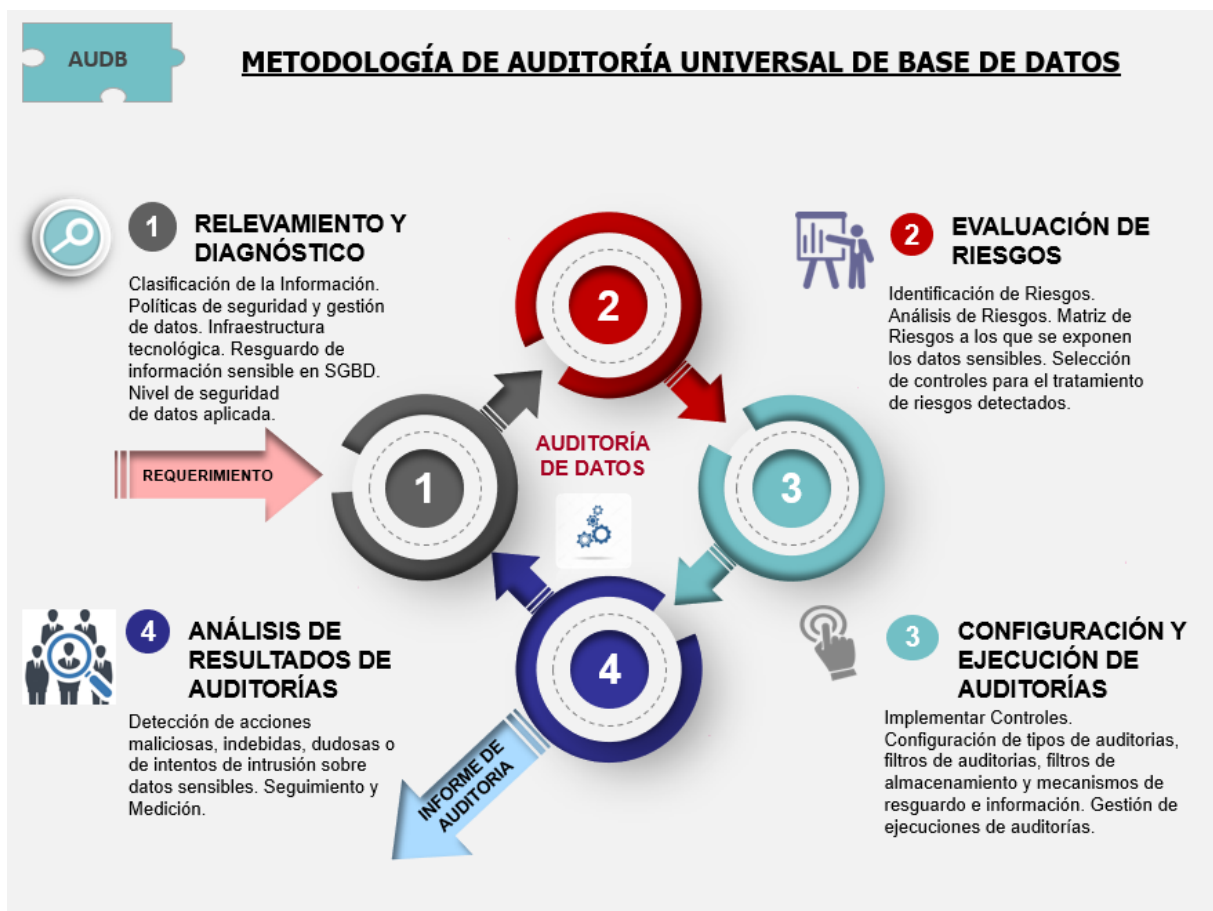 AUDB
METODOLOGÍA DE AUDITORÍA UNIVERSAL DE BASE DE DATOS
1
RELEVAMIENTO Y
DIAGNÓSTICO
Clasificación de la Información.
Políticas de seguridad y gestión
de datos. Infraestructura
tecnológica. Resguardo de
información sensible en SGBD.
Nivel de seguridad
de datos aplicada.
2
EVALUACIÓN DE
RIESGOS
Identificación de Riesgos.
Análisis de Riesgos. Matriz de
Riesgos a los que se exponen
los datos sensibles. Selección
de controles para el tratamiento
de riesgos detectados.
REQUERIMIENTO
1
2
3
4
AUDITORÍA
DE DATOS
4
ANÁLISIS DE
RESULTADOS DE
AUDITORÍAS
Detección de acciones
maliciosas, indebidas, dudosas o
de intentos de intrusión sobre
datos sensibles. Seguimiento y
Medición.
INFORME DE
AUDITORIA
3
CONFIGURACIÓN Y
EJECUCIÓN DE
AUDITORÍAS
Implementar Controles.
Configuración de tipos de auditorias,
filtros de auditorias, filtros de
almacenamiento y mecanismos de
resguardo e información. Gestión de
ejecuciones de auditorías.